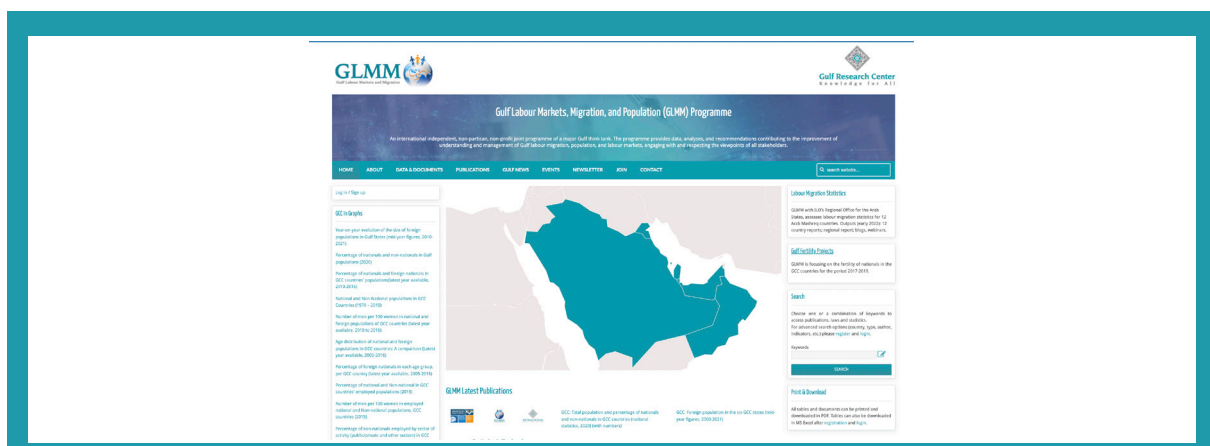 GLMM
Gulf Labour Markets and Migration
Gulf Research Center
Knowledge for All
Gulf Labour Markets, Migration, and Population (GLMM) Programme
An international independent, non-partisan, non-profit joint programme of a major Gulf think tank. The programme provides data, analyses, and recommendations contributing to the improvement of
understanding and management of Gulf labour migration, population, and labour markets, engaging with and respecting the viewpoints of all stakeholders.
HOME ABOUT DATA & DOCUMENTS PUBLICATIONS GULF NEWS EVENTS NEWSLETTER JOIN CONTACT
search website...
Log in / Sign up
GCC in Graphs
Year-on-year evolution of the size of foreign
populations in Gulf States (mid-year figures, 2010-
2021)
Percentage of nationals and non-nationals in Gulf
populations (2020)
Percentage of nationals and foreign nationals in
GCC countries' populations(latest year available,
2010-2016)
National and Non National populations in GCC
Countries (1970 – 2010)
Number of men per 100 women in national and
foreign populations of GCC countries (latest year
available, 2010 to 2016)
Age distribution of national and foreign
populations in GCC countries: A comparison (latest
year available, 2005-2016)
Percentage of foreign nationals in each age group,
per GCC country (latest year available, 2005-2016)
Percentage of national and Non-national in GCC
countries' employed populations (2016)
Number of men per 100 women in employed
national and Non-national populations, GCC
countries (2015)
Percentage of non-nationals employed by sector of
activity (public/private and other sectors) in GCC
GLMM Latest Publications
GCC: Total population and percentage of nationals
and non-nationals in GCC countries (national
statistics, 2020) (with numbers)
GCC: Foreign population in the six GCC states (mid-
year figures, 2000-2021)
Labour Migration Statistics
GLMM with ILO's Regional Office for the Arab
States, assesses labour migration statistics for 12
Arab Mashreq countries. Outputs (early 2023): 12
country reports; regional report; blogs, webinars.
Gulf Fertility Projects
GLMM is focusing on the fertility of nationals in the
GCC countries for the period 2017-2019.
Search
Choose one or a combination of keywords to
access publications, laws and statistics.
For advanced search options (country, type, author,
indicators, etc.) please register and login.
Keywords
SEARCH
Print & Download
All tables and documents can be printed and
downloaded in PDF. Tables can also be downloaded
in MS Excel after registration and login.